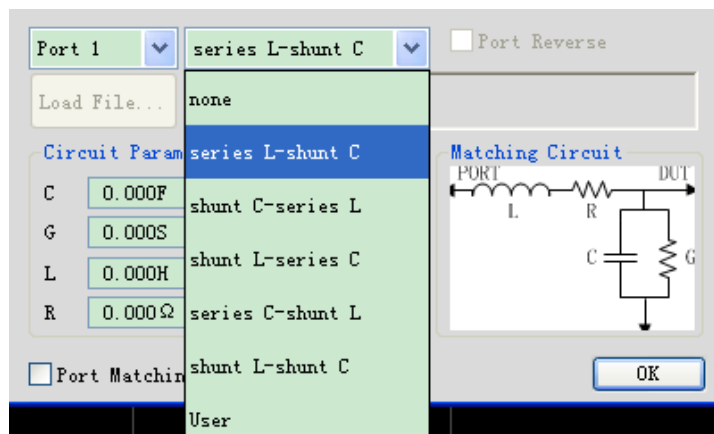 Port 1
series L-shunt C
Port Reverse
Load File...
none
series L-shunt C
shunt C-series L
shunt L-series C
series C-shunt L
shunt L-shunt C
User
Circuit Param
C 0.000F
G 0.000S
L 0.000H
R 0.000Ω
Matching Circuit
PORT DUT
L R
C G
Port Matchin
OK